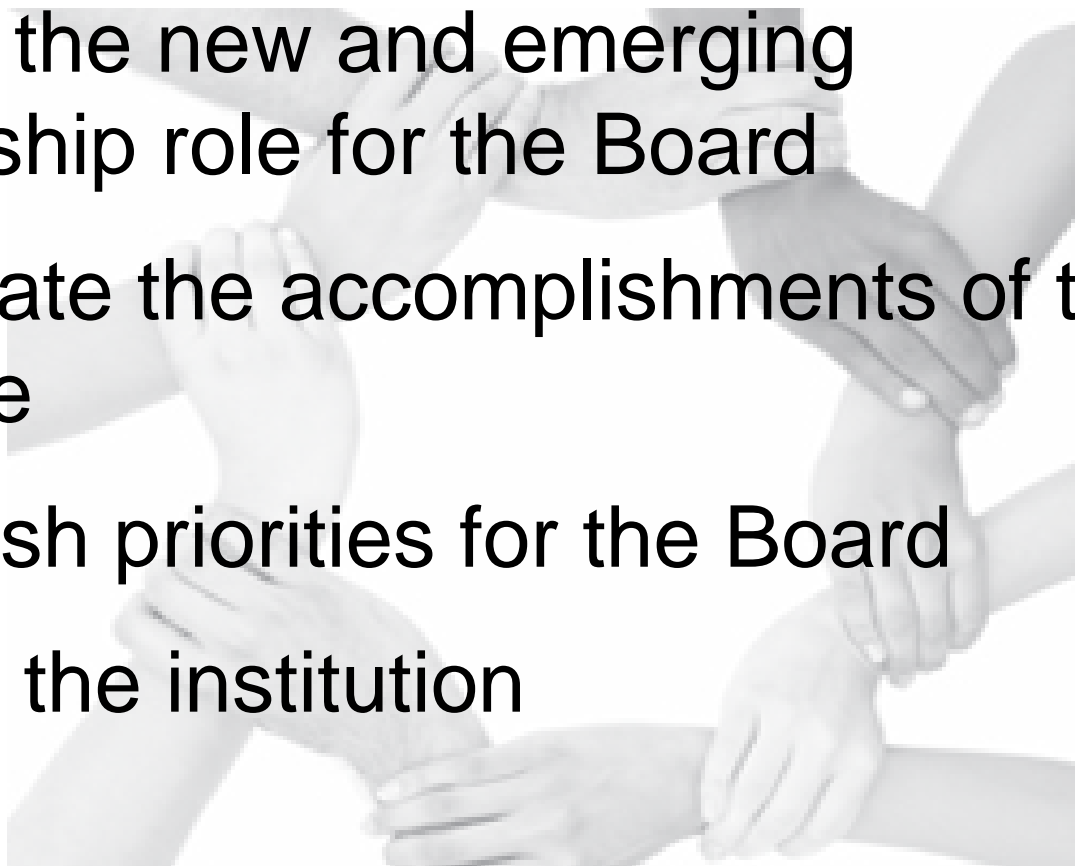 the new and emerging
ship role for the Board
ate the accomplishments of t
e
sh priorities for the Board
the institution